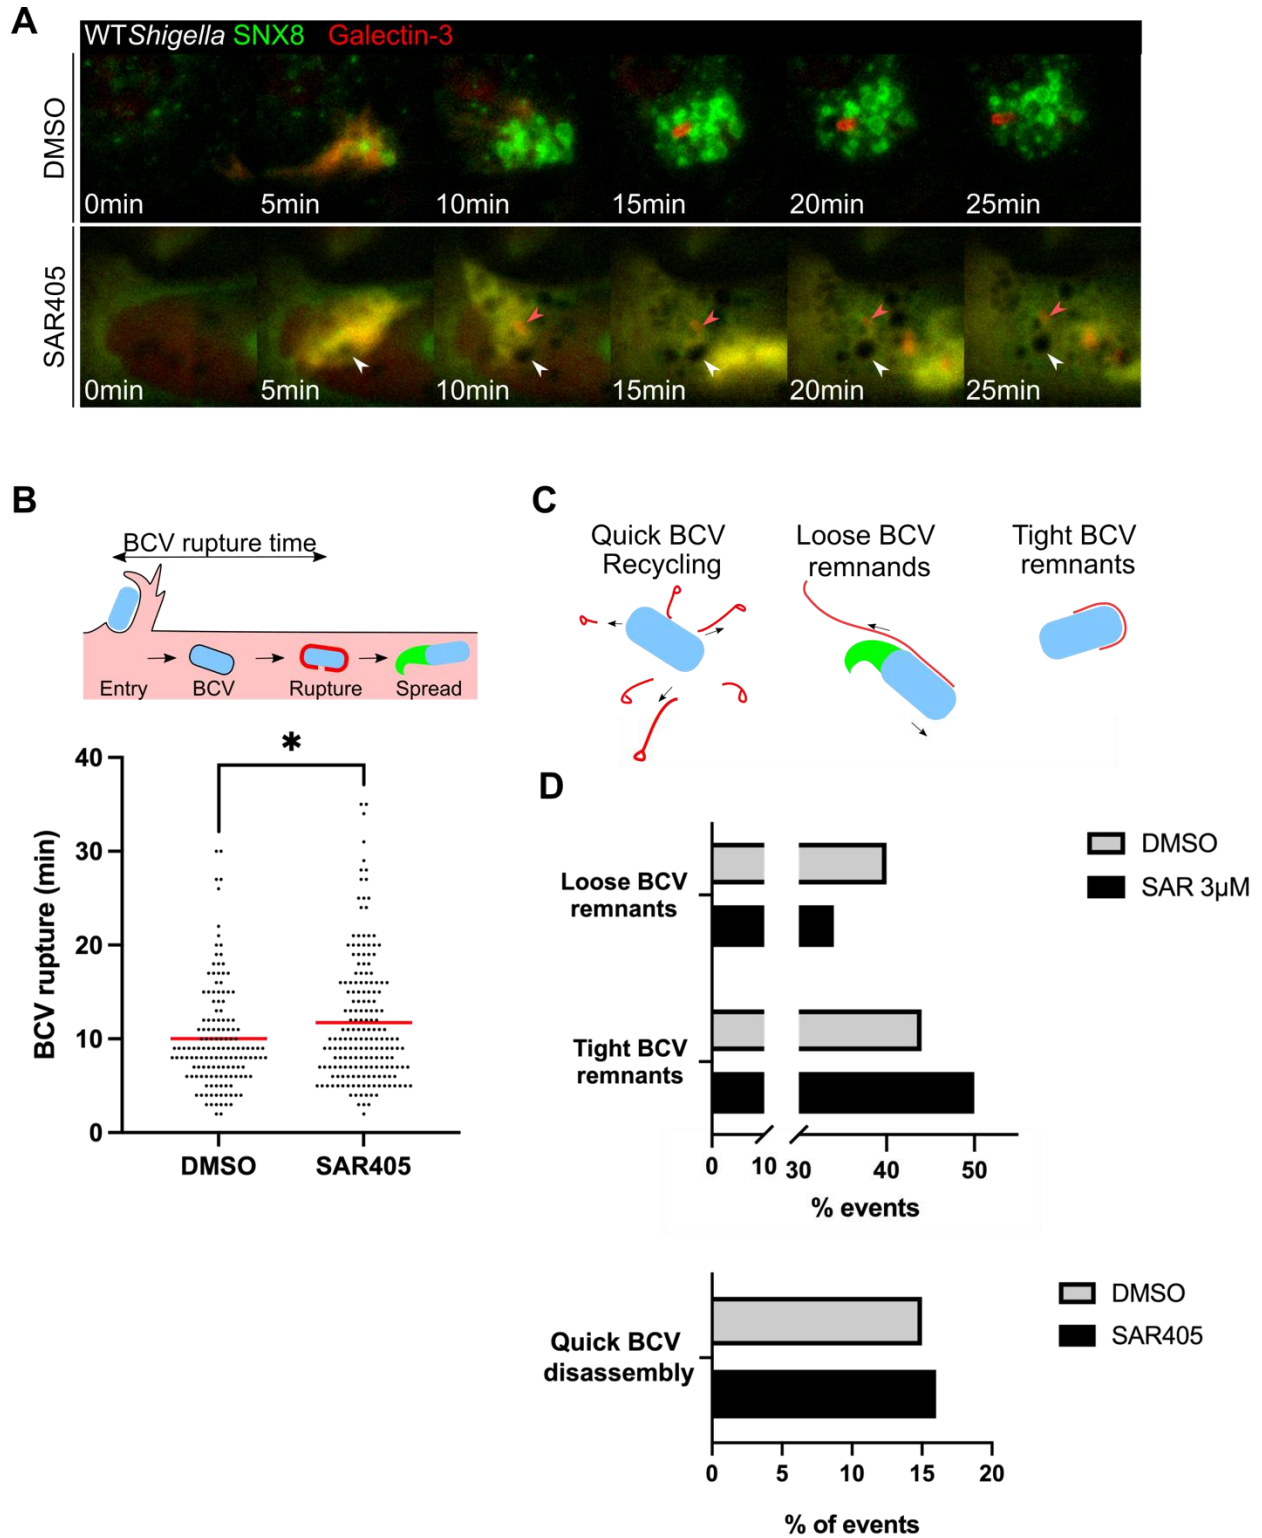 A
WT Shigella SNX8 Galectin-3
DMSO
0min 5min 10min 15min 20min 25min
SAR405
0min 5min 10min 15min 20min 25min
B
BCV rupture time
Entry BCV Rupture Spread
*
40
30
20
10
0
BCV rupture (min)
DMSO SAR405
C
Quick BCV
Recycling
Loose BCV
remnands
Tight BCV
remnants
D
DMSO
SAR 3µM
Loose BCV
remnants
Tight BCV
remnants
0 10 30 40 50
% events
DMSO
SAR405
Quick BCV
disassembly
0 5 10 15 20
% of events